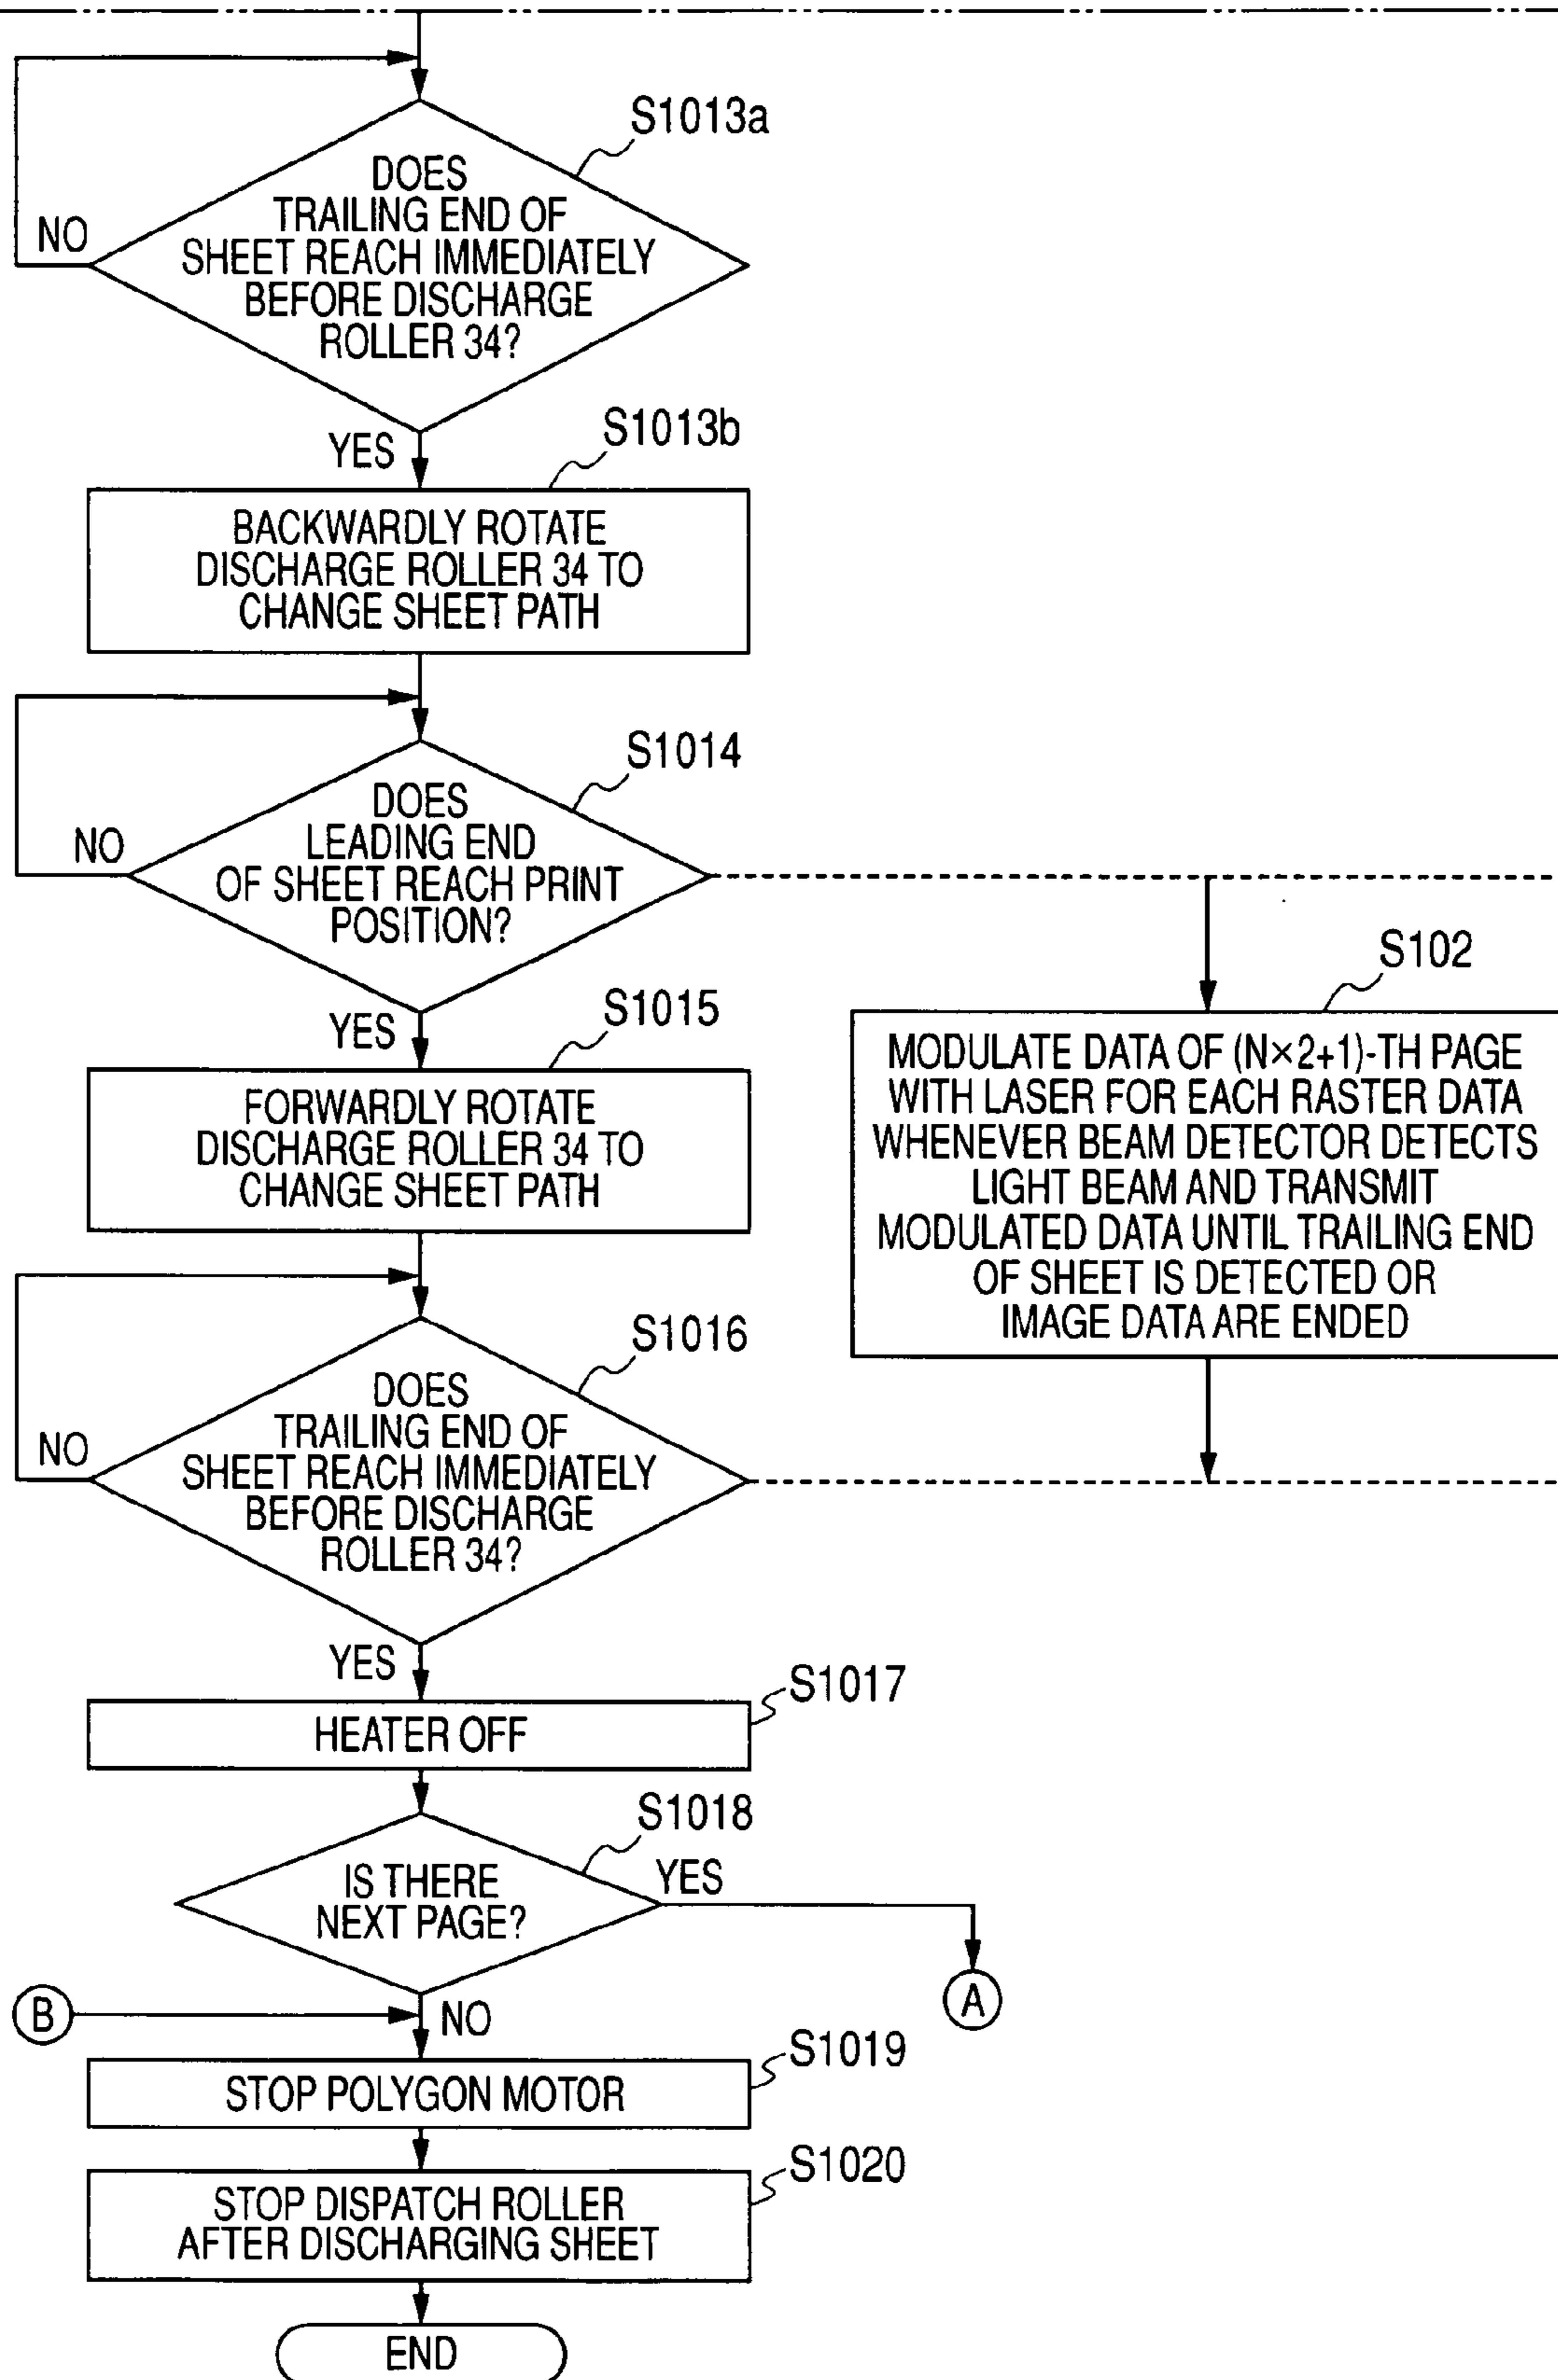 S1013a
DOES
TRAILING END OF
SHEET REACH IMMEDIATELY
BEFORE DISCHARGE
ROLLER 34?
NO
YES
S1013b
BACKWARDLY ROTATE
DISCHARGE ROLLER 34 TO
CHANGE SHEET PATH
S1014
DOES
LEADING END
OF SHEET REACH PRINT
POSITION?
NO
YES
S102
MODULATE DATA OF (N×2+1)-TH PAGE
WITH LASER FOR EACH RASTER DATA
WHENEVER BEAM DETECTOR DETECTS
LIGHT BEAM AND TRANSMIT
MODULATED DATA UNTIL TRAILING END
OF SHEET IS DETECTED OR
IMAGE DATA ARE ENDED
S1015
FORWARDLY ROTATE
DISCHARGE ROLLER 34 TO
CHANGE SHEET PATH
S1016
DOES
TRAILING END OF
SHEET REACH IMMEDIATELY
BEFORE DISCHARGE
ROLLER 34?
NO
YES
S1017
HEATER OFF
S1018
IS THERE
NEXT PAGE?
YES
A
B
NO
S1019
STOP POLYGON MOTOR
S1020
STOP DISPATCH ROLLER
AFTER DISCHARGING SHEET
END